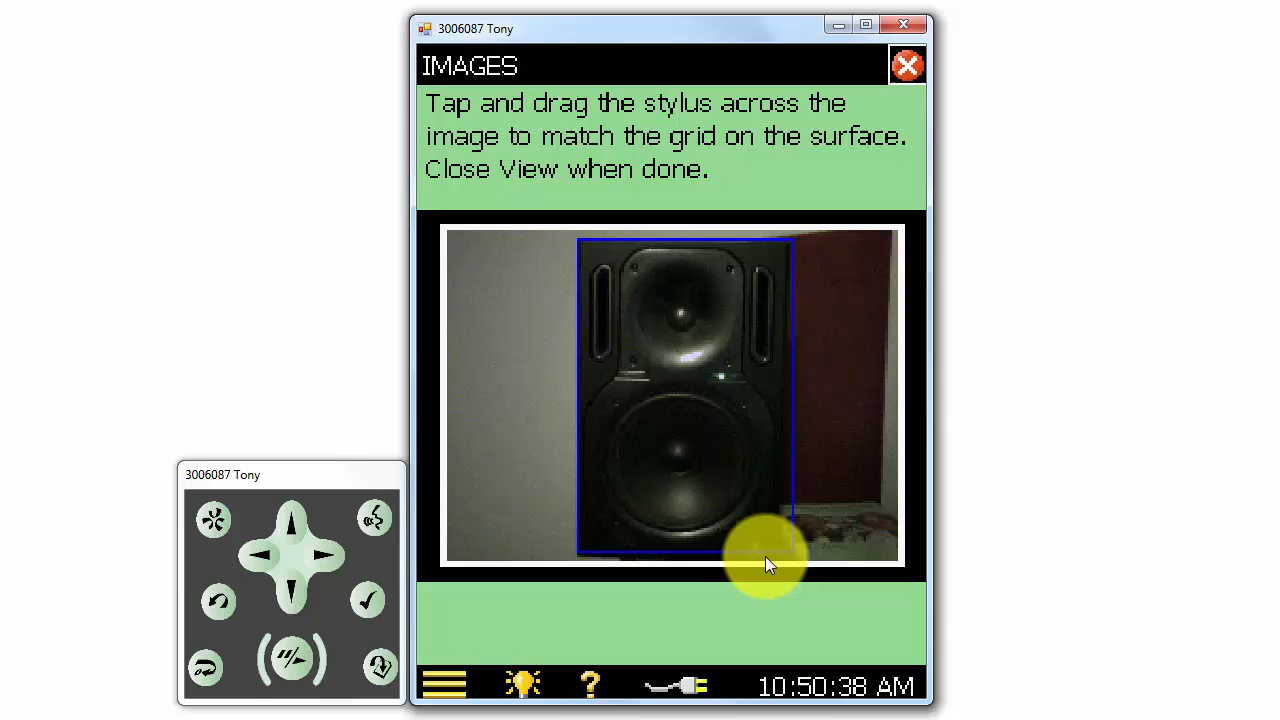 3006087 Tony
IMAGES
Tap and drag the stylus across the
image to match the grid on the surface.
Close View when done.
3006087 Tony
?
10:50:38 AM